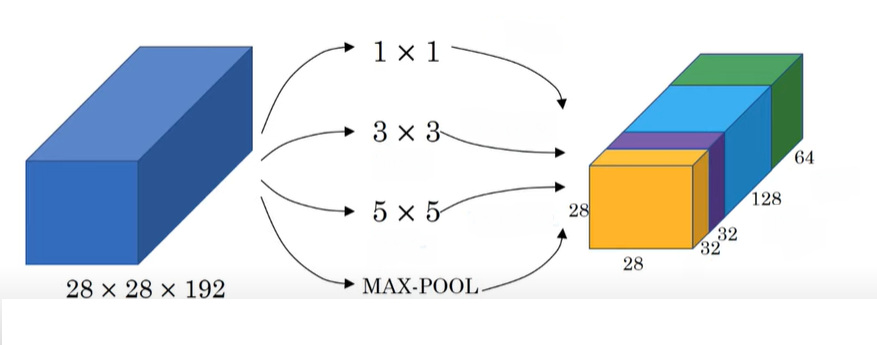 1 × 1
3 × 3
5 × 5
MAX-POOL
28 × 28 × 192
28
28
32
32
128
64